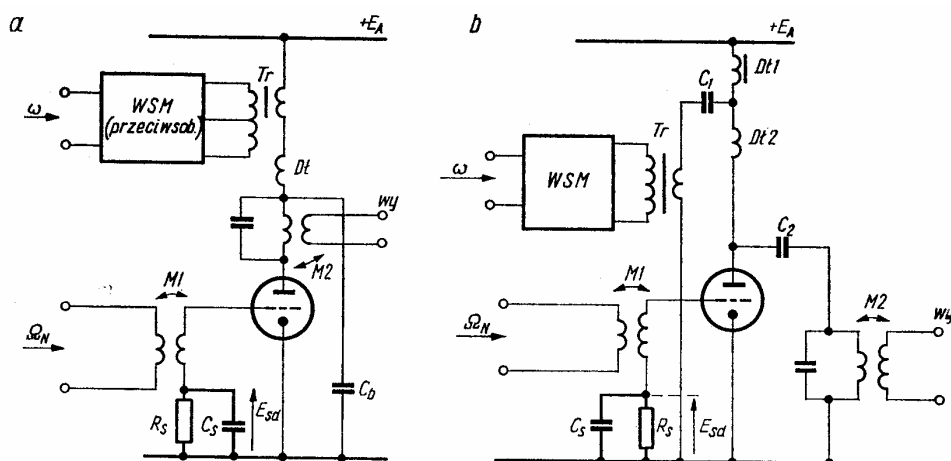 a
+E_A
Tr
WSM
(przeciwsob.)
ω
Dt
wy
M2
M1
Ω_N
R_s
C_s
E_sd
C_b
b
+E_A
Dt1
C_1
Dt2
Tr
WSM
ω
C_2
M1
M2
Ω_N
wy
C_s
R_s
E_sd